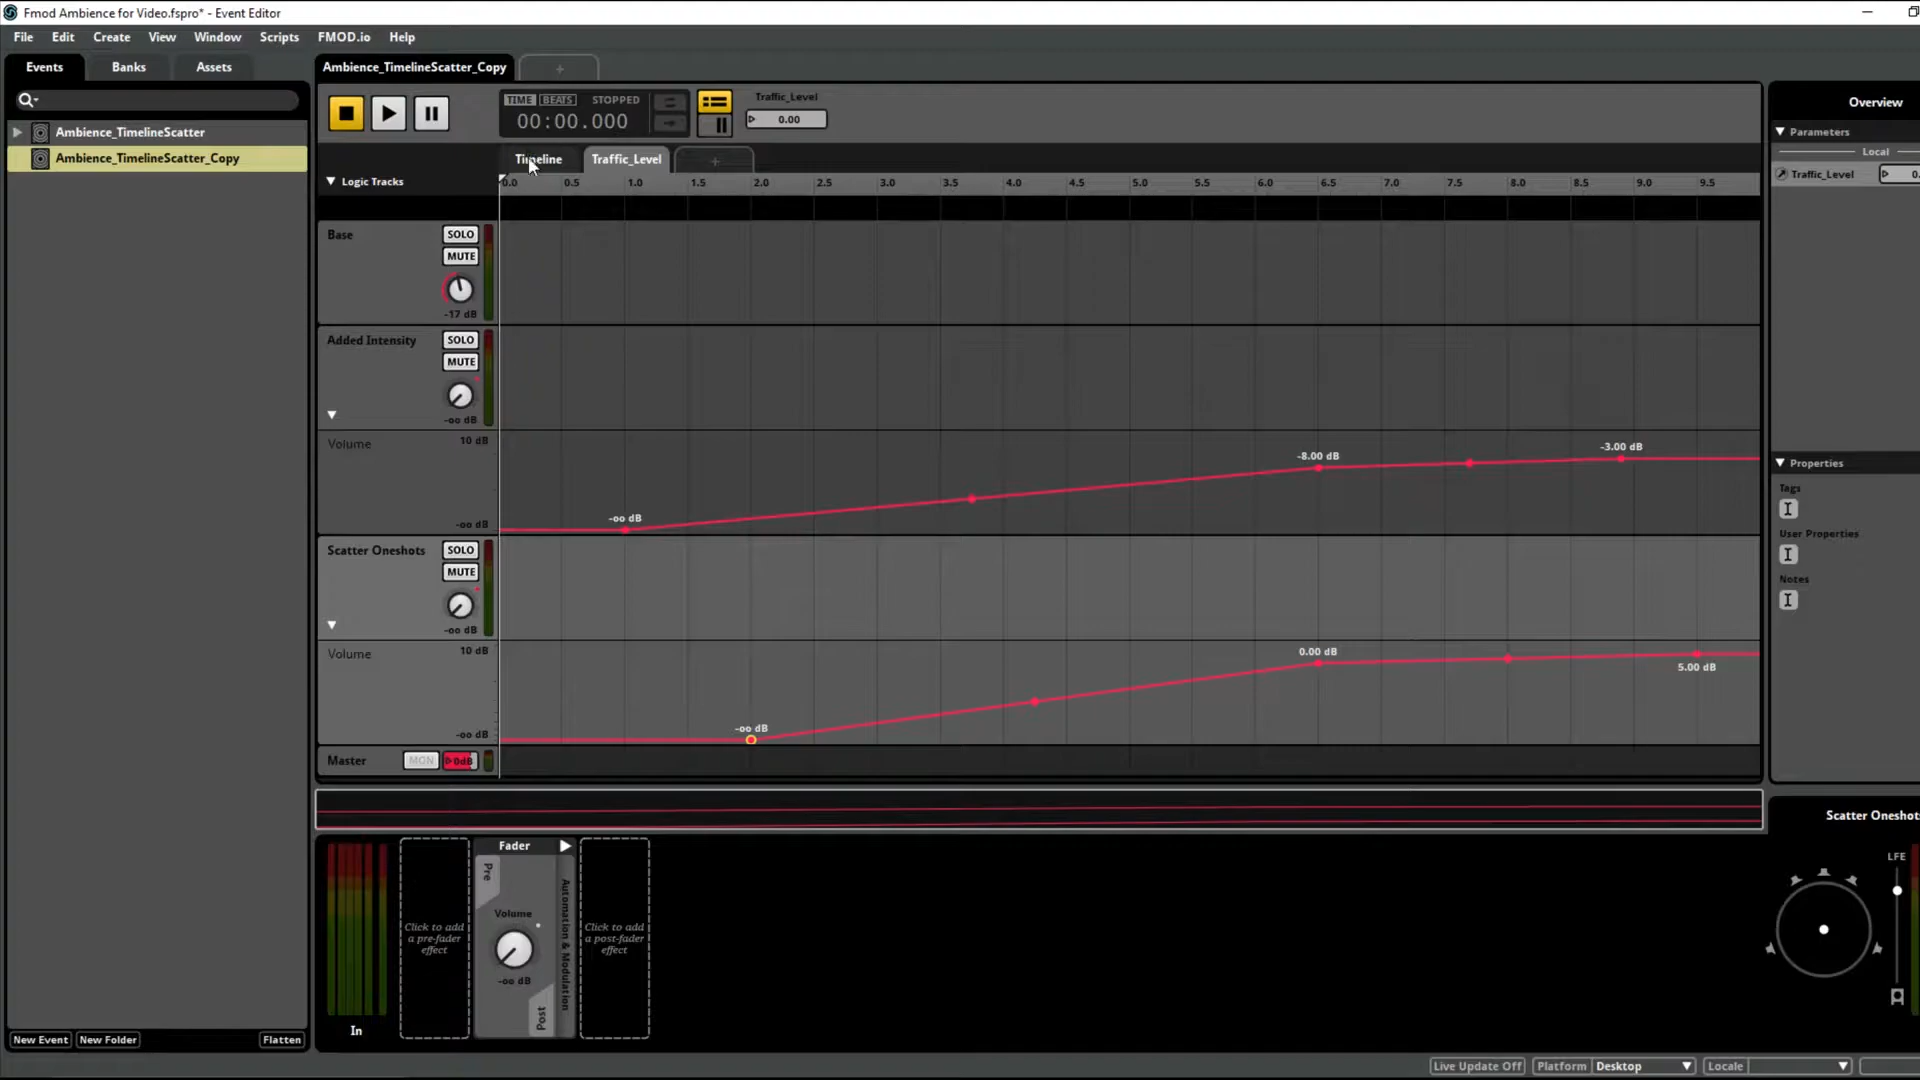 Fmod Ambience for Video.fspro* - Event Editor
File Edit Create View Window Scripts FMOD.io Help
Events Banks Assets
Ambience_TimelineScatter_Copy +
Ambience_TimelineScatter
Ambience_TimelineScatter_Copy
TIME BEATS STOPPED
00:00.000
Traffic_Level
0.00
Timeline Traffic_Level +
Logic Tracks
0.0 0.5 1.0 1.5 2.0 2.5 3.0 3.5 4.0 4.5 5.0 5.5 6.0 6.5 7.0 7.5 8.0 8.5 9.0 9.5
Base
SOLO
MUTE
-17 dB
Added Intensity
SOLO
MUTE
-oo dB
Volume 10 dB
-oo dB
-oo dB
-8.00 dB
-3.00 dB
Scatter Oneshots
SOLO
MUTE
-oo dB
Volume 10 dB
-oo dB
-oo dB
0.00 dB
5.00 dB
Master MON 0dB
Overview
Parameters
Local
Traffic_Level 0.
Properties
Tags
User Properties
Notes
In
Click to add
a pre-fader
effect
Fader
Pre
Volume
-oo dB
Post
Automation & Modulation
Click to add
a post-fader
effect
Scatter Oneshots
LFE
New Event New Folder Flatten
Live Update Off Platform Desktop Locale